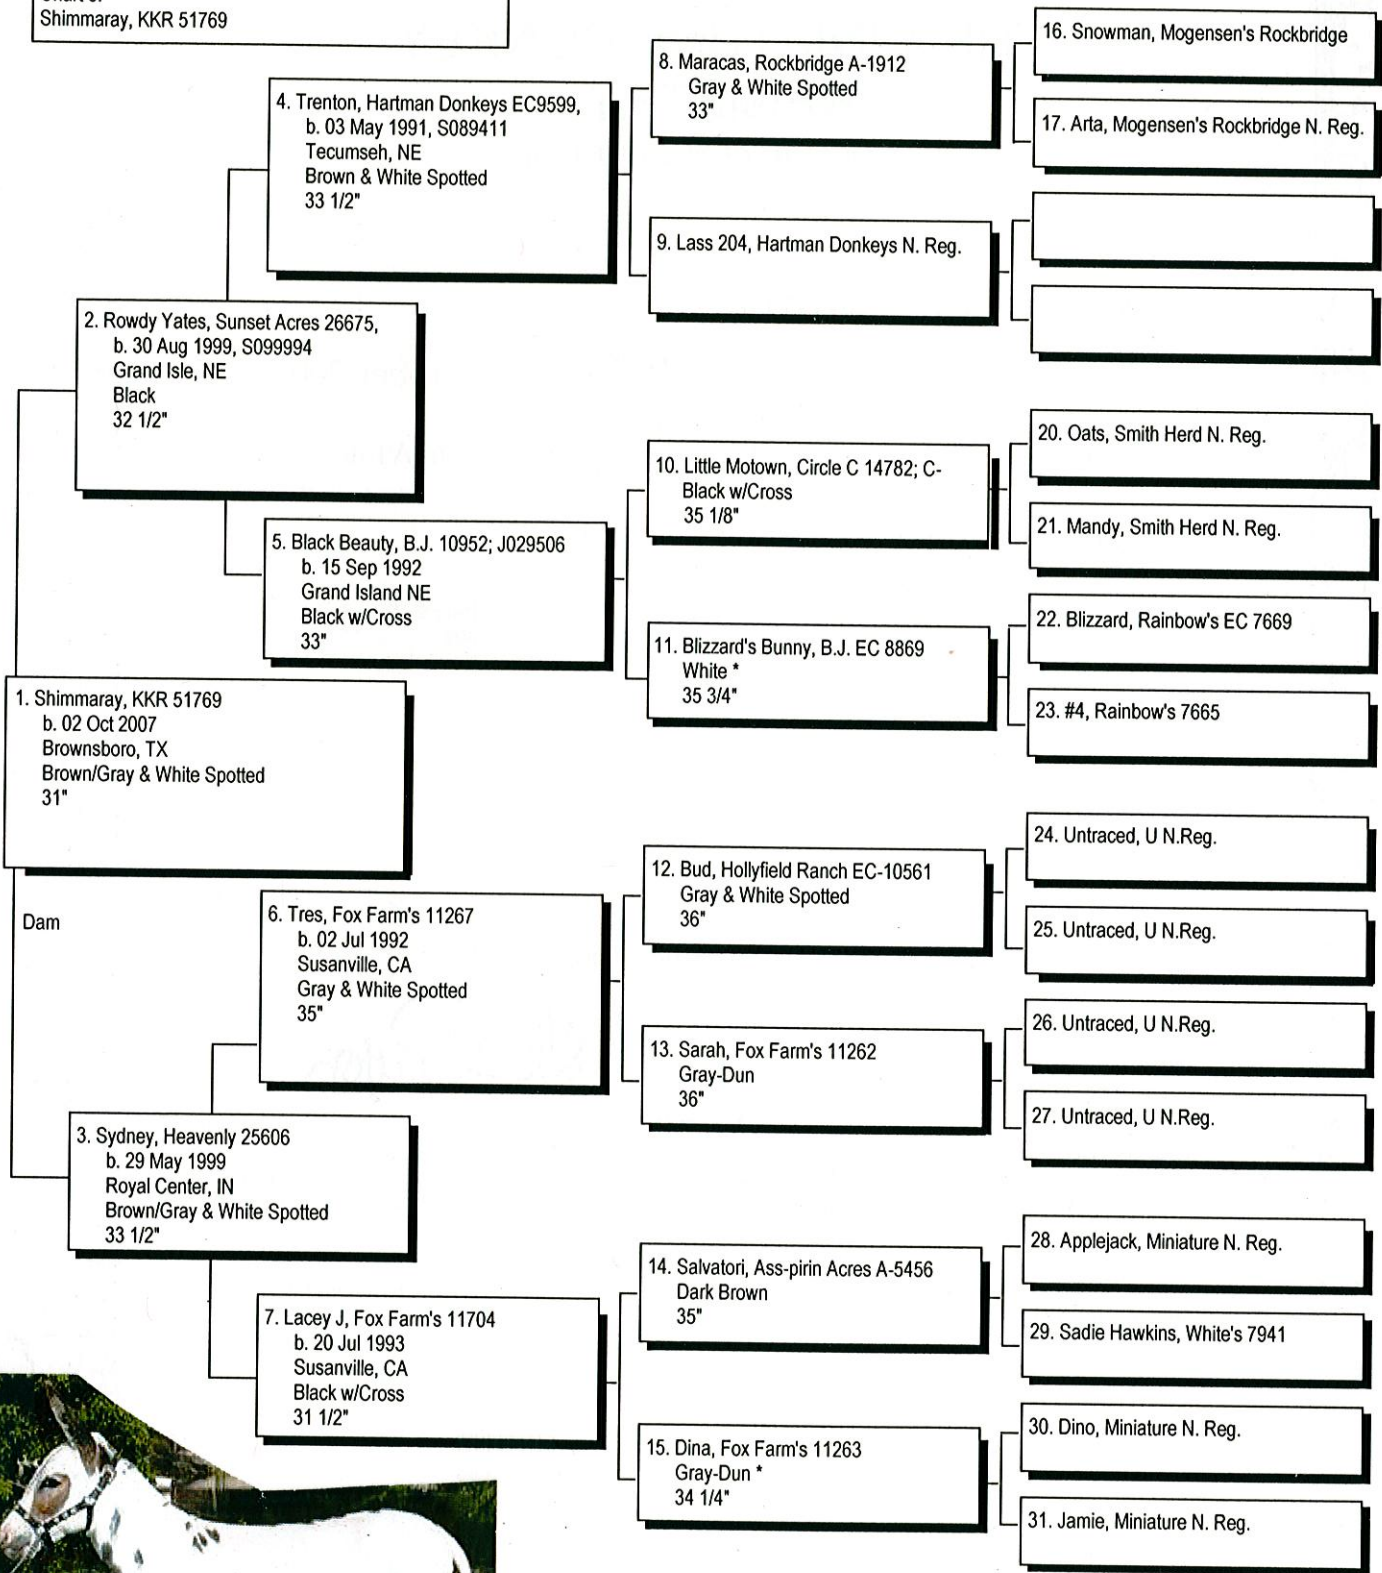 Shimmaray, KKR 51769
16. Snowman, Mogensen's Rockbridge
8. Maracas, Rockbridge A-1912
Gray & White Spotted
33"
4. Trenton, Hartman Donkeys EC9599,
b. 03 May 1991, S089411
Tecumseh, NE
Brown & White Spotted
33 1/2"
17. Arta, Mogensen's Rockbridge N. Reg.
9. Lass 204, Hartman Donkeys N. Reg.
2. Rowdy Yates, Sunset Acres 26675,
b. 30 Aug 1999, S099994
Grand Isle, NE
Black
32 1/2"
20. Oats, Smith Herd N. Reg.
10. Little Motown, Circle C 14782; C-
Black w/Cross
35 1/8"
21. Mandy, Smith Herd N. Reg.
5. Black Beauty, B.J. 10952; J029506
b. 15 Sep 1992
Grand Island NE
Black w/Cross
33"
22. Blizzard, Rainbow's EC 7669
11. Blizzard's Bunny, B.J. EC 8869
White *
35 3/4"
23. #4, Rainbow's 7665
1. Shimmaray, KKR 51769
b. 02 Oct 2007
Brownsboro, TX
Brown/Gray & White Spotted
31"
24. Untraced, U N.Reg.
12. Bud, Hollyfield Ranch EC-10561
Gray & White Spotted
36"
25. Untraced, U N.Reg.
Dam
6. Tres, Fox Farm's 11267
b. 02 Jul 1992
Susanville, CA
Gray & White Spotted
35"
26. Untraced, U N.Reg.
13. Sarah, Fox Farm's 11262
Gray-Dun
36"
27. Untraced, U N.Reg.
3. Sydney, Heavenly 25606
b. 29 May 1999
Royal Center, IN
Brown/Gray & White Spotted
33 1/2"
28. Applejack, Miniature N. Reg.
14. Salvatori, Ass-pirin Acres A-5456
Dark Brown
35"
29. Sadie Hawkins, White's 7941
7. Lacey J, Fox Farm's 11704
b. 20 Jul 1993
Susanville, CA
Black w/Cross
31 1/2"
30. Dino, Miniature N. Reg.
15. Dina, Fox Farm's 11263
Gray-Dun *
34 1/4"
31. Jamie, Miniature N. Reg.